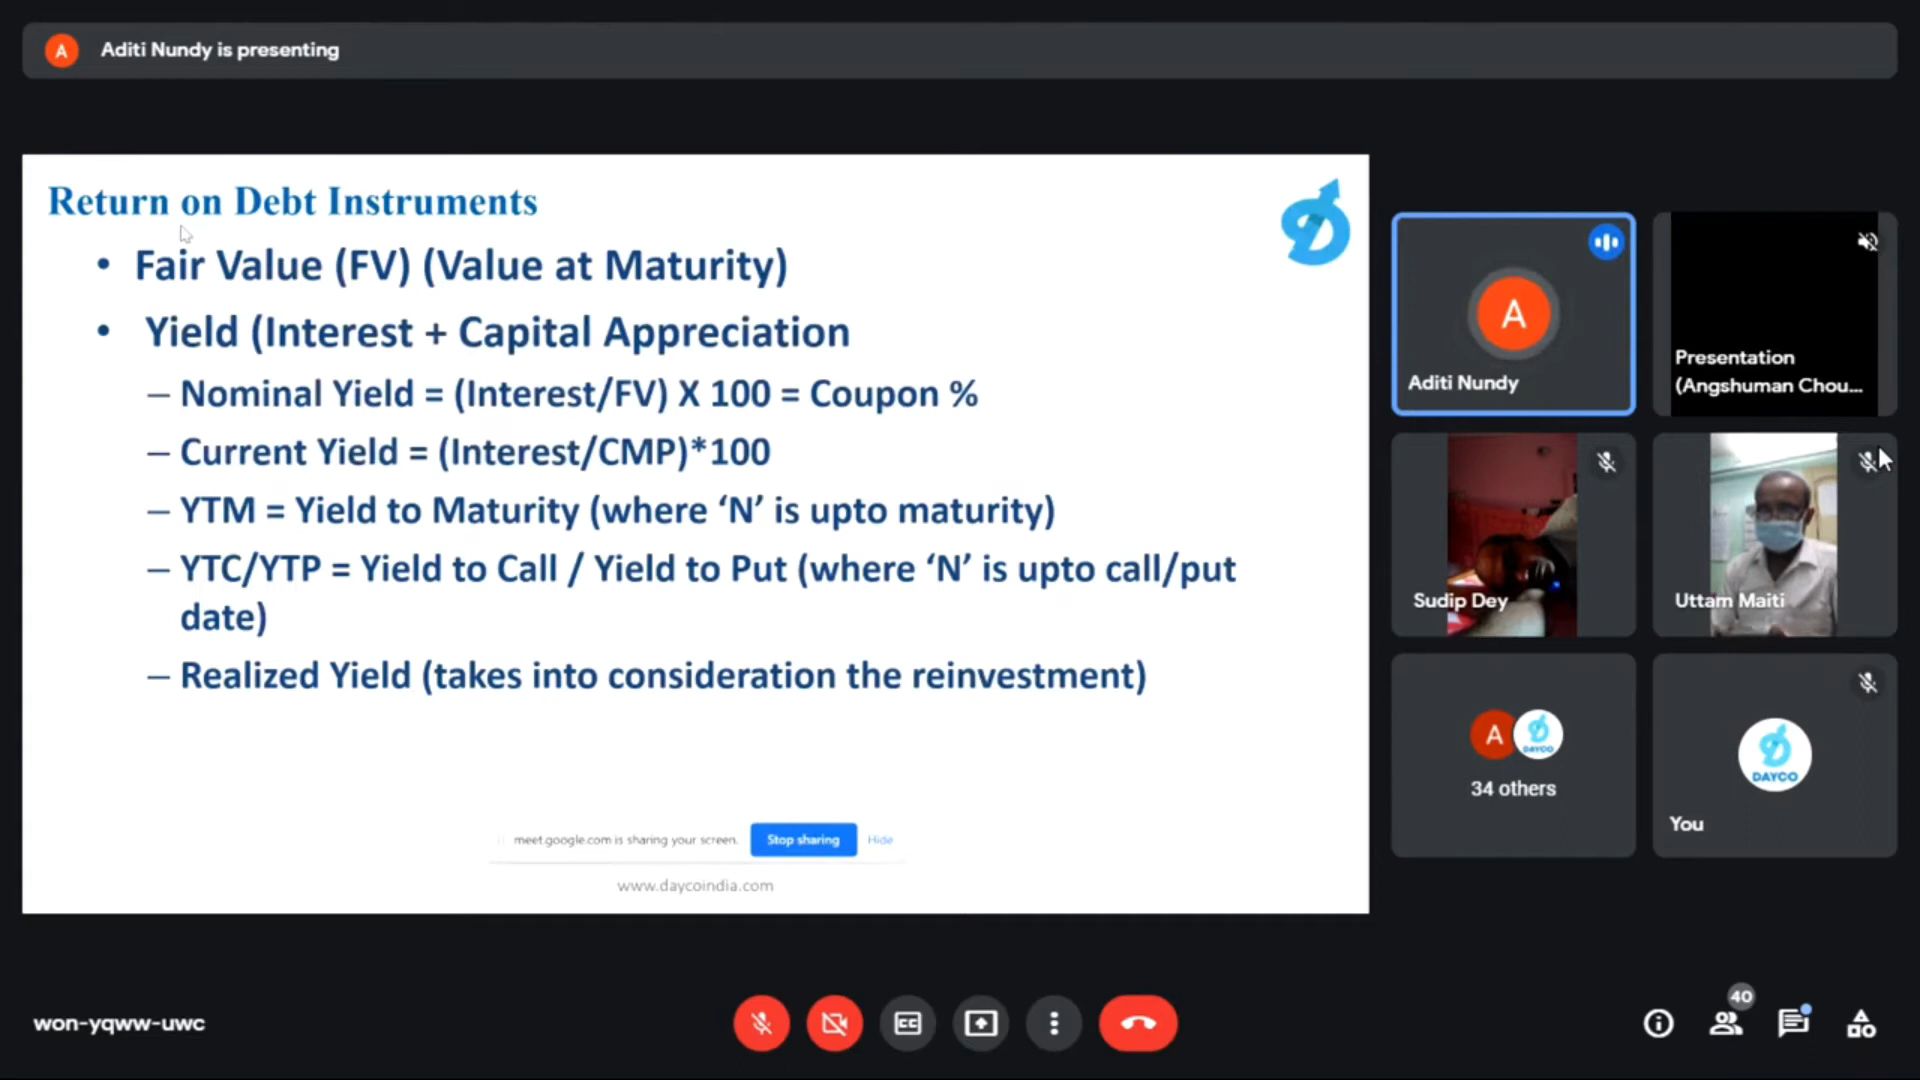 A Aditi Nundy is presenting
Return on Debt Instruments
• Fair Value (FV) (Value at Maturity)
• Yield (Interest + Capital Appreciation
– Nominal Yield = (Interest/FV) X 100 = Coupon %
– Current Yield = (Interest/CMP)*100
– YTM = Yield to Maturity (where ‘N’ is upto maturity)
– YTC/YTP = Yield to Call / Yield to Put (where ‘N’ is upto call/put
date)
– Realized Yield (takes into consideration the reinvestment)
meet.google.com is sharing your screen. Stop sharing Hide
www.daycoindia.com
A
Aditi Nundy
Presentation
(Angshuman Chou...
Sudip Dey
Uttam Maiti
A DAYCO
34 others
DAYCO
You
won-yqww-uwc
CC
40